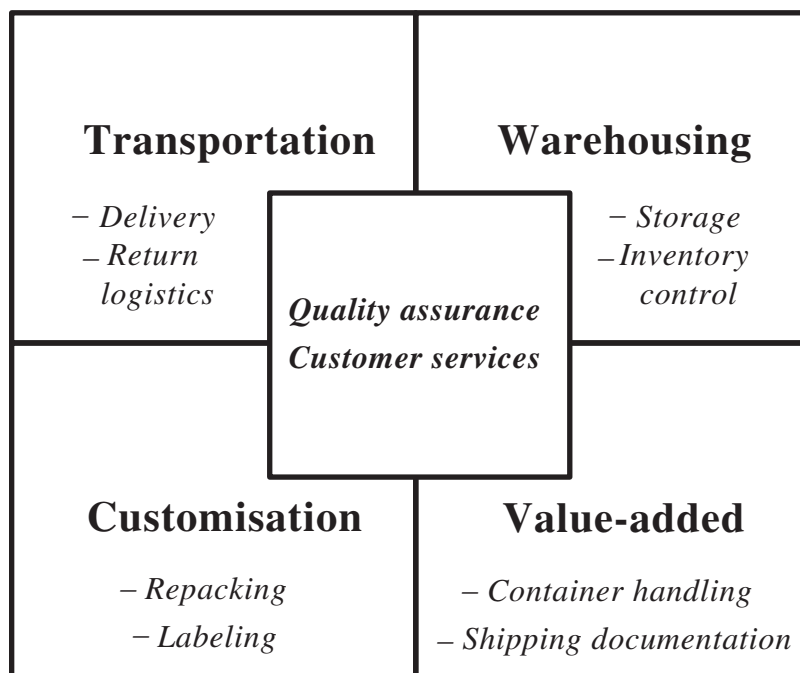 Transportation
– Delivery
– Return
logistics
Warehousing
– Storage
– Inventory
control
Quality assurance
Customer services
Customisation
– Repacking
– Labeling
Value-added
– Container handling
– Shipping documentation